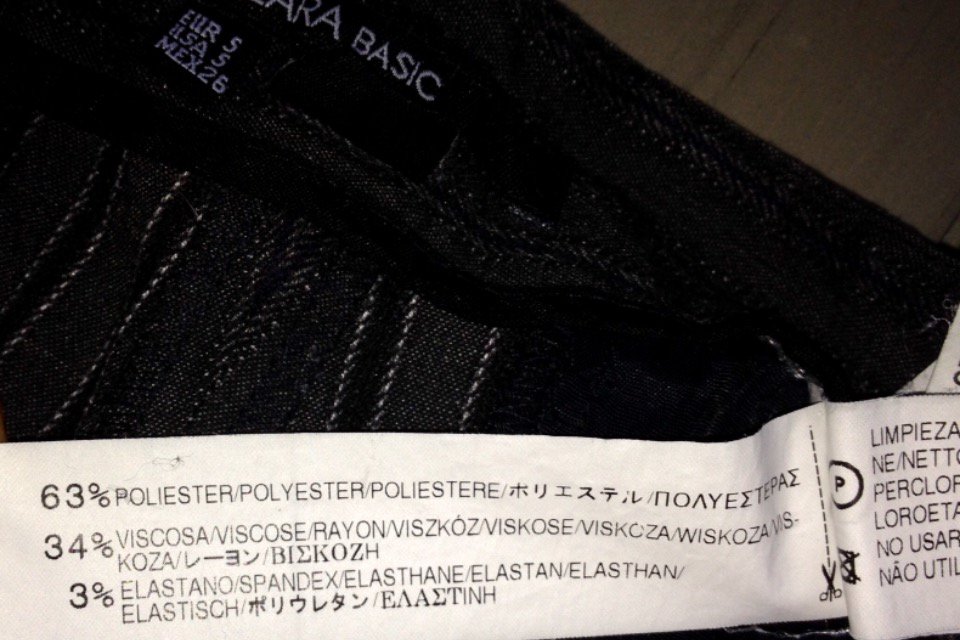 ZARA BASIC
EUR S
USA S
MEX 26
63% POLIESTER/POLYESTER/POLIESTERE/ポリエステル/ΠΟΛΥΕΣΤΕΡΑΣ
34% VISCOSA/VISCOSE/RAYON/VISZKÓZ/VISKOSE/VISKOZA/WISKOZA/VIS-
KOZA/レーヨン/ΒΙΣΚΟΖΗ
3% ELASTANO/SPANDEX/ELASTHANE/ELASTAN/ELASTHAN/
ELASTISCH/ポリウレタン/ΕΛΑΣΤΙΝΗ
P
LIMPIEZA
NE/NETTO
PERCLOR
LOROETA
NO USAR
NÃO UTIL